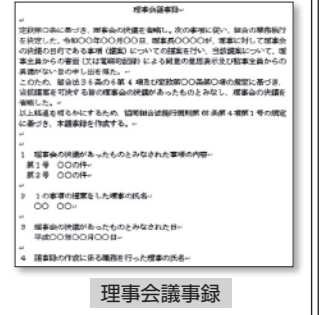 理事会議事録
定款第○条に基づき、理事会の決議を省略し、次の事項に従い、組合の業務執行
を決定した。令和○○年○○月○○日、理事長○○○○が、理事に対して理事会
の決議の目的である事項（議案）についての提案を行い、当該議案について、理
事全員からの書面（又は電磁的記録）による同意の意思表示及び監事全員からの
異議がない旨の申し出を得た。
このため、組合法36条の6第4項及び定款第○○条第○項の規定に基づき、
当該議案を可決する旨の理事会の決議があったものとみなし、理事会の決議を
省略した。
以上経過を明らかにするため、協同組合法施行規則第66条第4項第1号の規定
に基づき、本議事録を作成する。
1 理事会の決議があったものとみなされた事項の内容
第1号 ○○の件
第2号 ○○の件
2 1の事項の提案をした理事の氏名
○○ ○○
3 理事会の決議があったものとみなされた日
平成○○年○○月○○日
4 議事録の作成に係る職務を行った理事の氏名
理事会議事録